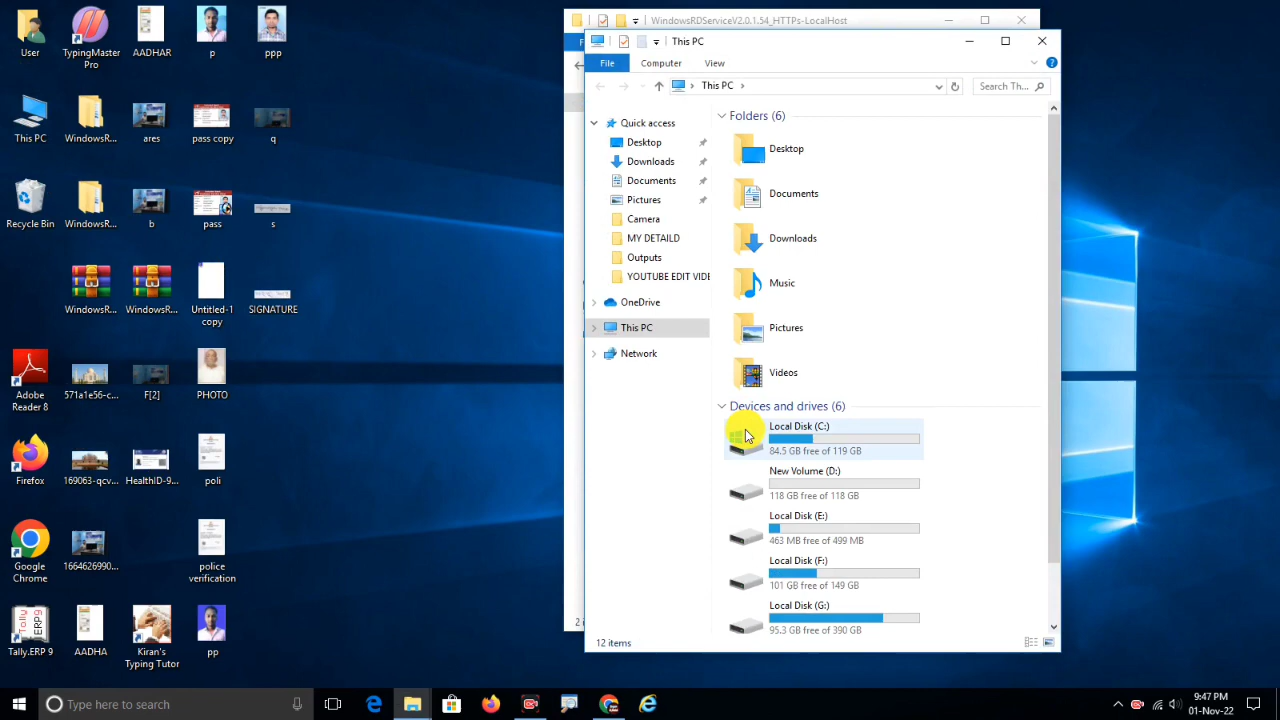 User
TypingMaster
Pro
AADHAR
p
ppp
This PC
WindowsR...
ares
pass copy
q
Recycle Bin
WindowsR...
b
pass
s
WindowsR...
WindowsR...
Untitled-1
copy
SIGNATURE
Adobe
Reader 8
571a1e56-c...
F[2]
PHOTO
Firefox
HealthID-9...
poli
Google
Chrome
police
verification
Tally.ERP 9
AADHA
Kiran's
Typing Tutor
pp
WindowsRDServiceV2.0.1.54_HTTPs-LocalHost
This PC
File
Computer
View
This PC
Search Th...
Quick access
Desktop
Downloads
Documents
Pictures
Camera
MY DETAILD
Outputs
YOUTUBE EDIT VIDE
OneDrive
This PC
Network
Folders (6)
Desktop
Documents
Downloads
Music
Pictures
Videos
Devices and drives (6)
Local Disk (C:)
84.5 GB free of 119 GB
New Volume (D:)
118 GB free of 118 GB
Local Disk (E:)
463 MB free of 499 MB
Local Disk (F:)
101 GB free of 149 GB
Local Disk (G:)
95.3 GB free of 390 GB
12 items
Type here to search
9:47 PM
01-Nov-22